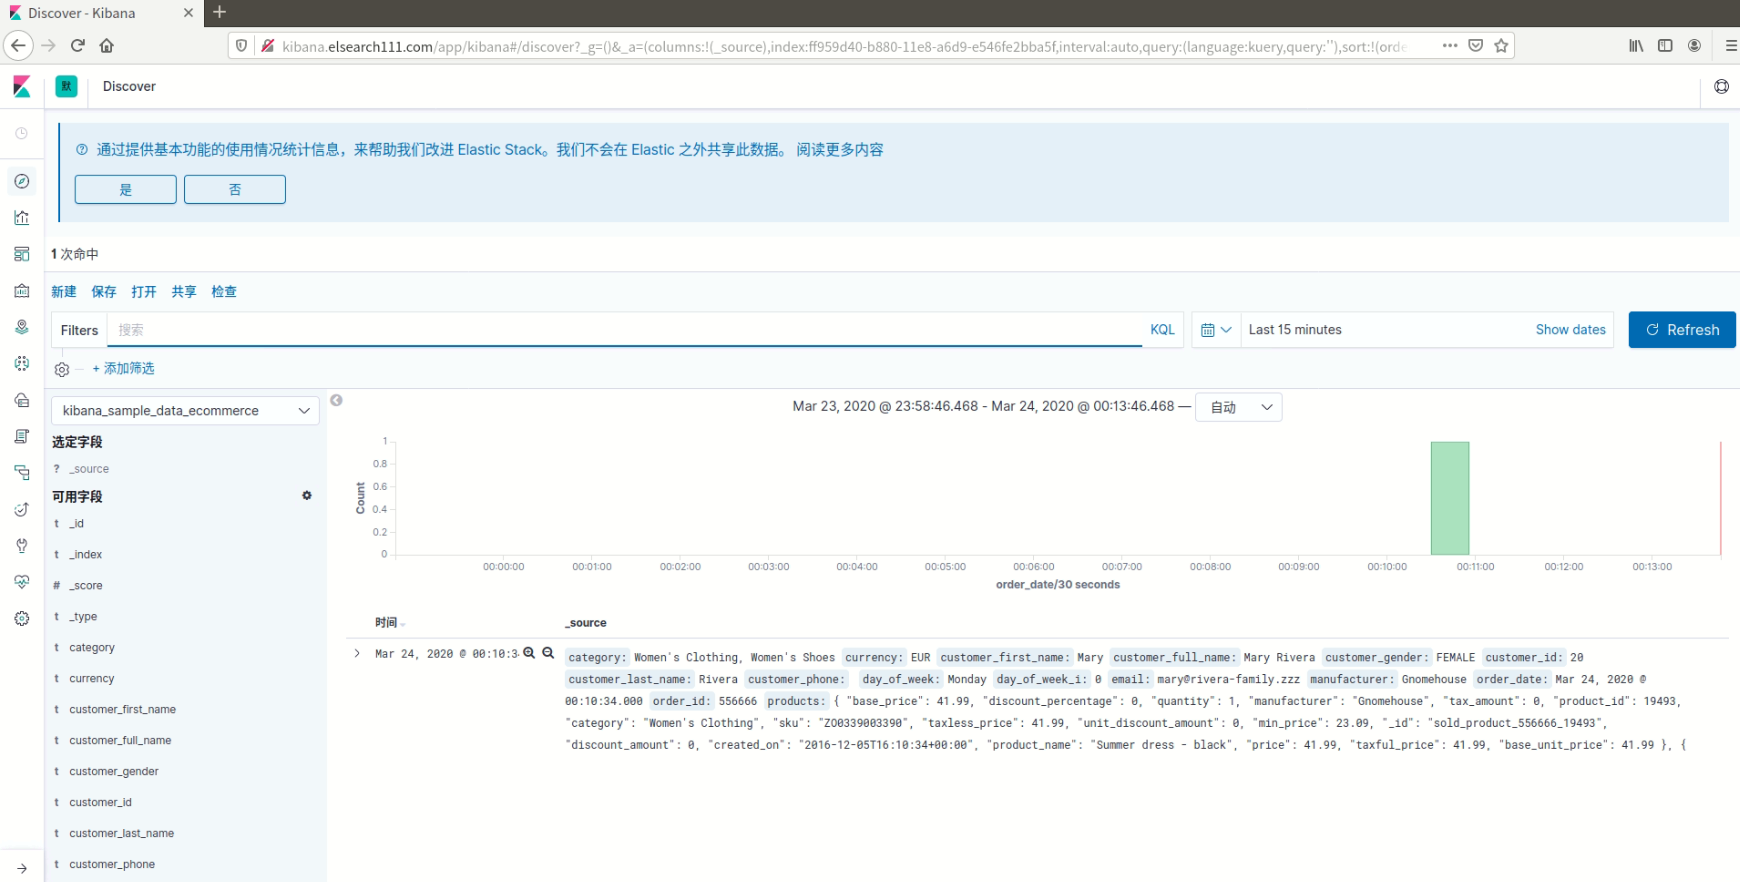 Discover - Kibana
kibana.elsearch111.com/app/kibana#/discover?_g=()&_a=(columns:!(_source),index:ff959d40-b880-11e8-a6d9-e546fe2bba5f,interval:auto,query:(language:kuery,query:''),sort:!(orde
默 Discover
通过提供基本功能的使用情况统计信息，来帮助我们改进 Elastic Stack。我们不会在 Elastic 之外共享此数据。 阅读更多内容
是 否
1 次命中
新建 保存 打开 共享 检查
Filters 搜索 KQL Last 15 minutes Show dates Refresh
+ 添加筛选
kibana_sample_data_ecommerce
选定字段
? _source
可用字段
t _id
t _index
# _score
t _type
t category
t currency
t customer_first_name
t customer_full_name
t customer_gender
t customer_id
t customer_last_name
t customer_phone
Mar 23, 2020 @ 23:58:46.468 - Mar 24, 2020 @ 00:13:46.468 — 自动
Count
1
0.8
0.6
0.4
0.2
0
00:00:00 00:01:00 00:02:00 00:03:00 00:04:00 00:05:00 00:06:00 00:07:00 00:08:00 00:09:00 00:10:00 00:11:00 00:12:00 00:13:00
order_date/30 seconds
时间 _source
Mar 24, 2020 @ 00:10:3
category: Women's Clothing, Women's Shoes currency: EUR customer_first_name: Mary customer_full_name: Mary Rivera customer_gender: FEMALE customer_id: 20
customer_last_name: Rivera customer_phone: day_of_week: Monday day_of_week_i: 0 email: mary@rivera-family.zzz manufacturer: Gnomehouse order_date: Mar 24, 2020 @
00:10:34.000 order_id: 556666 products: { "base_price": 41.99, "discount_percentage": 0, "quantity": 1, "manufacturer": "Gnomehouse", "tax_amount": 0, "product_id": 19493,
"category": "Women's Clothing", "sku": "ZO0339003390", "taxless_price": 41.99, "unit_discount_amount": 0, "min_price": 23.09, "_id": "sold_product_556666_19493",
"discount_amount": 0, "created_on": "2016-12-05T16:10:34+00:00", "product_name": "Summer dress - black", "price": 41.99, "taxful_price": 41.99, "base_unit_price": 41.99 }, {